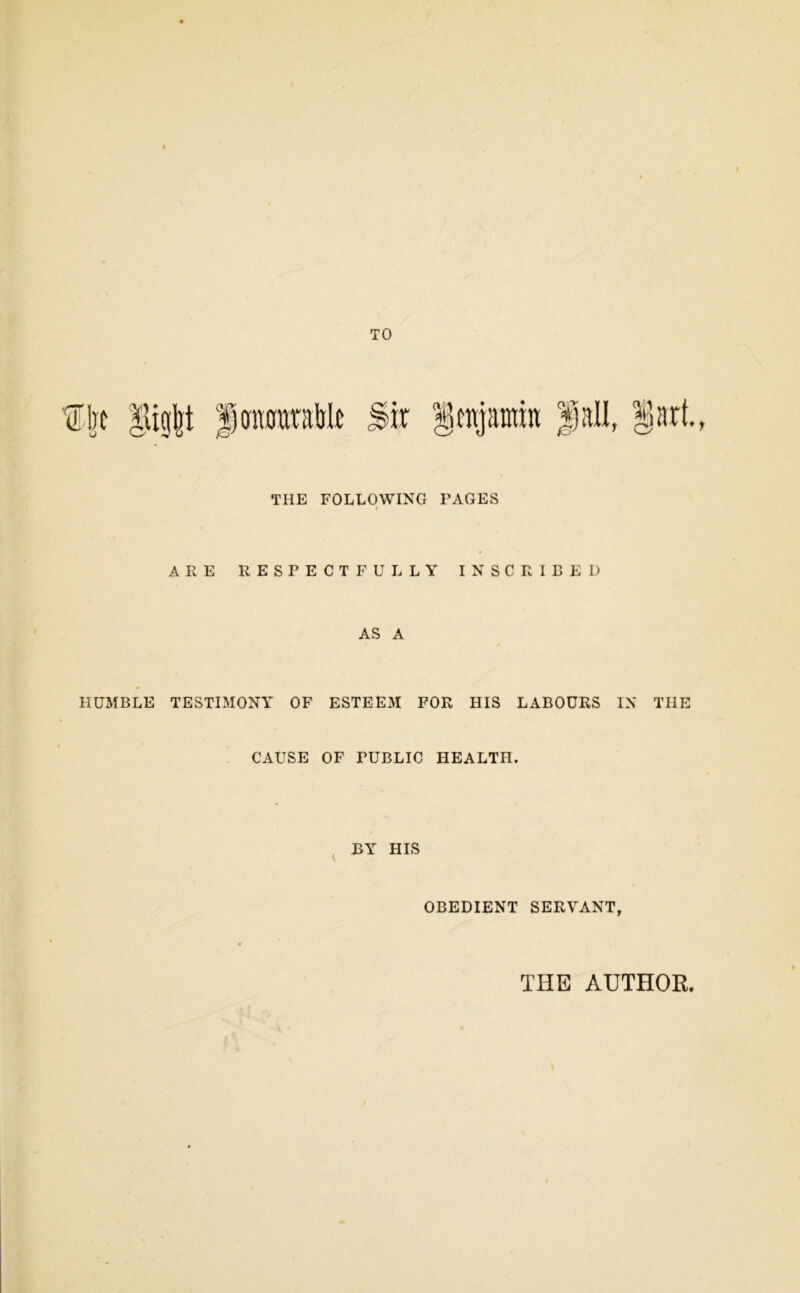 TO
The Right Honourable Sir Benjamin Hall, Bart.,
THE FOLLOWING PAGES
ARE RESPECTFULLY INSCRIBED
AS A
HUMBLE TESTIMONY OF ESTEEM FOR HIS LABOURS IN THE
CAUSE OF PUBLIC HEALTH.
BY HIS
OBEDIENT SERVANT,
THE AUTHOR.